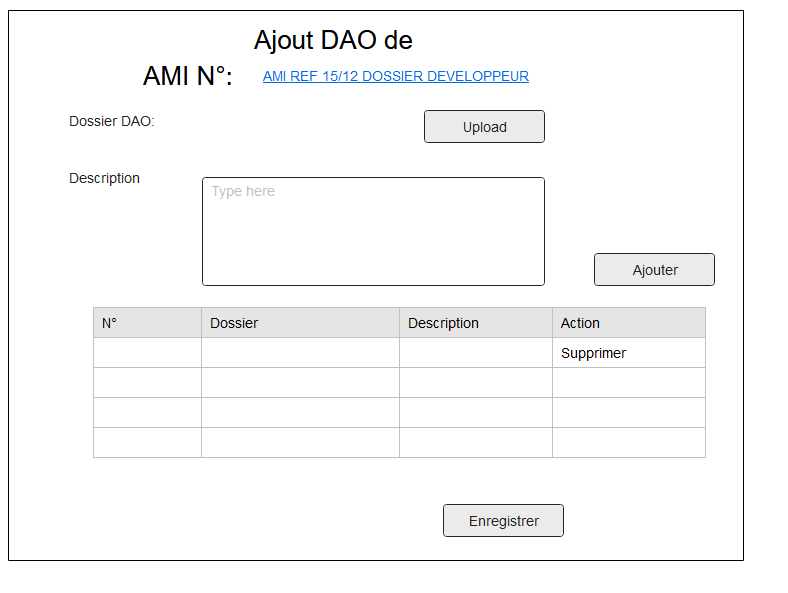 Ajout DAO de
AMI N°: AMI REF 15/12 DOSSIER DEVELOPPEUR
Dossier DAO: Upload
Description
Type here
Ajouter
N° Dossier Description Action
Supprimer
Enregistrer